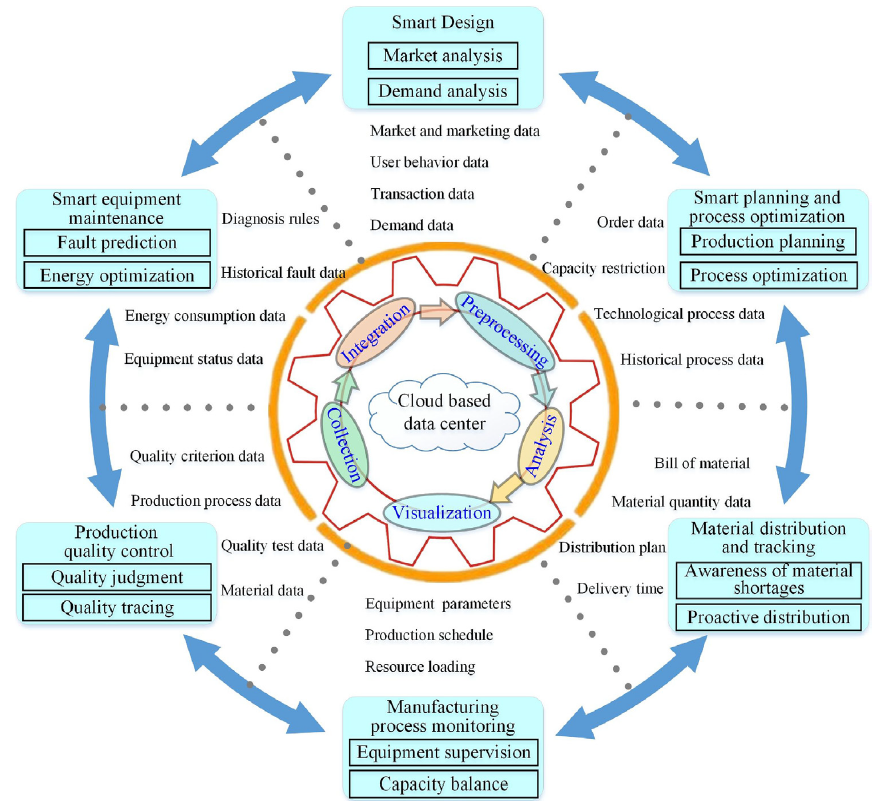 Smart Design
Market analysis
Demand analysis
Market and marketing data
User behavior data
Transaction data
Demand data
Smart equipment
maintenance
Fault prediction
Energy optimization
Diagnosis rules
Historical fault data
Energy consumption data
Equipment status data
Smart planning and
process optimization
Production planning
Process optimization
Order data
Capacity restriction
Technological process data
Historical process data
Integration
Preprocessing
Collection
Cloud based
data center
Analysis
Visualization
Quality criterion data
Production process data
Production
quality control
Quality judgment
Quality tracing
Quality test data
Material data
Bill of material
Material quantity data
Distribution plan
Delivery time
Material distribution
and tracking
Awareness of material
shortages
Proactive distribution
Equipment parameters
Production schedule
Resource loading
Manufacturing
process monitoring
Equipment supervision
Capacity balance